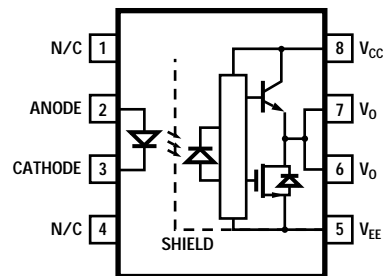 N/C 1
8 VCC
ANODE 2
7 VO
CATHODE 3
6 VO
N/C 4
5 VEE
SHIELD